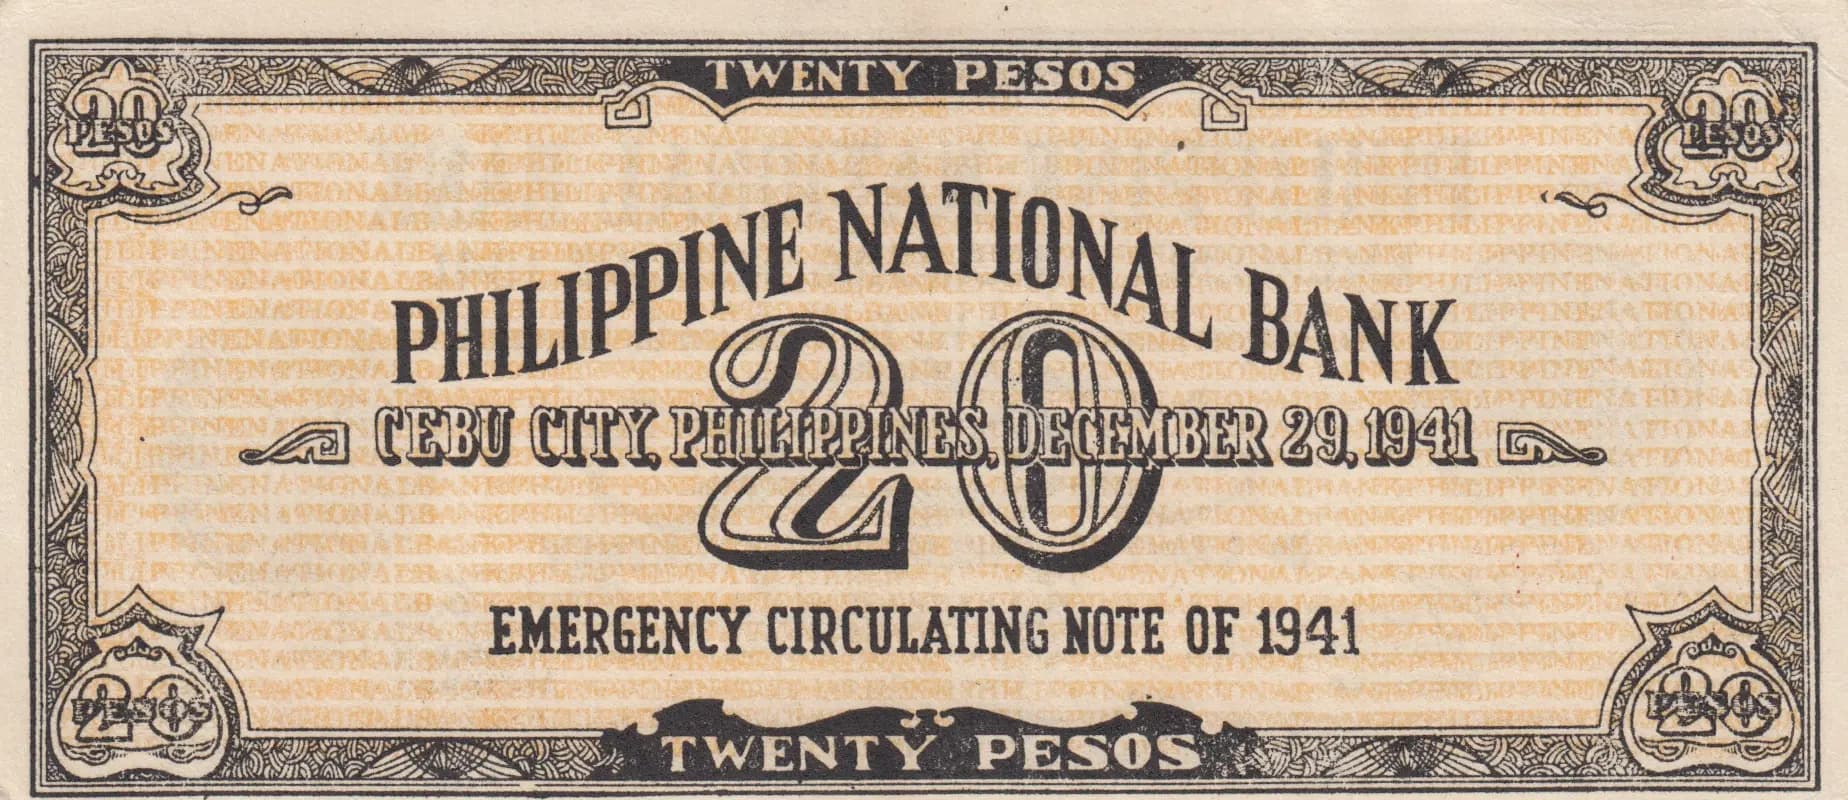 TWENTY PESOS
20 PESOS 20 PESOS
PHILIPPINE NATIONAL BANK
20
CEBU CITY, PHILIPPINES, DECEMBER 29, 1941
EMERGENCY CIRCULATING NOTE OF 1941
20 PESOS 20 PESOS
TWENTY PESOS